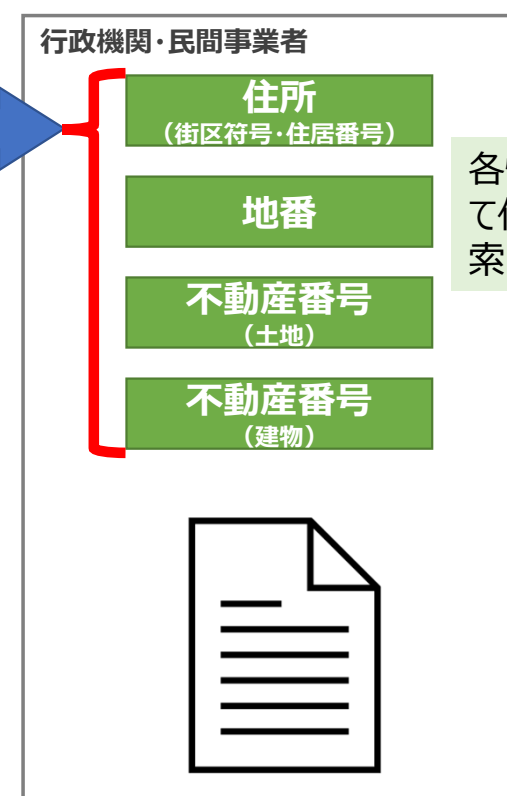 行政機関・民間事業者
住所
（街区符号・住居番号）
地番
不動産番号
（土地）
不動産番号
（建物）
各
て
索